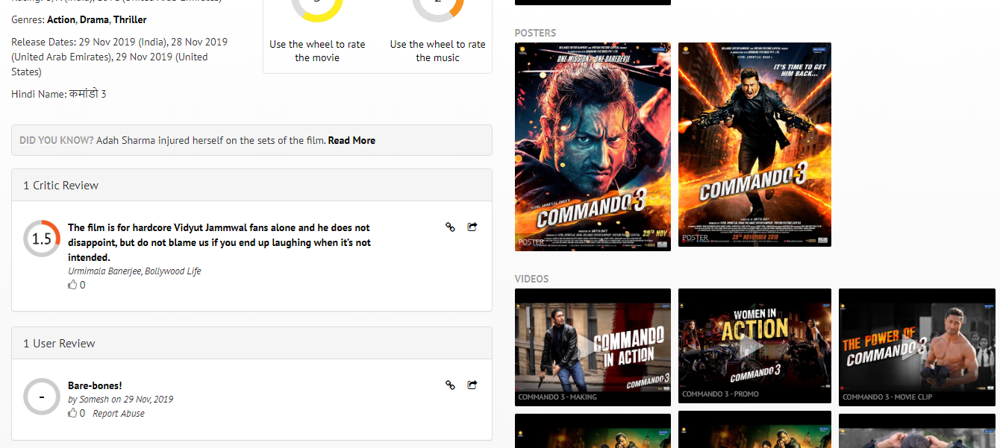 Genres: Action, Drama, Thriller
Release Dates: 29 Nov 2019 (India), 28 Nov 2019
(United Arab Emirates), 29 Nov 2019 (United
States)
Hindi Name: कमांडो 3
Use the wheel to rate
the movie
Use the wheel to rate
the music
DID YOU KNOW? Adah Sharma injured herself on the sets of the film. Read More
1 Critic Review
1.5
The film is for hardcore Vidyut Jammwal fans alone and he does not
disappoint, but do not blame us if you end up laughing when it's not
intended.
Urmimala Banerjee, Bollywood Life
0
1 User Review
-
Bare-bones!
by Somesh on 29 Nov, 2019
0 Report Abuse
POSTERS
ONE MISSION. ONE DAREDEVIL
COMMANDO 3
29TH NOV
POSTER
IT'S TIME TO GET
HIM BACK...
COMMANDO 3
29TH NOVEMBER 2019
POSTER
VIDEOS
COMMANDO
IN ACTION
COMMANDO 3
COMMANDO 3 - MAKING
WOMEN IN
ACTION
COMMANDO 3
COMMANDO 3 - PROMO
THE POWER OF
COMMANDO 3
COMMANDO 3 - MOVIE CLIP